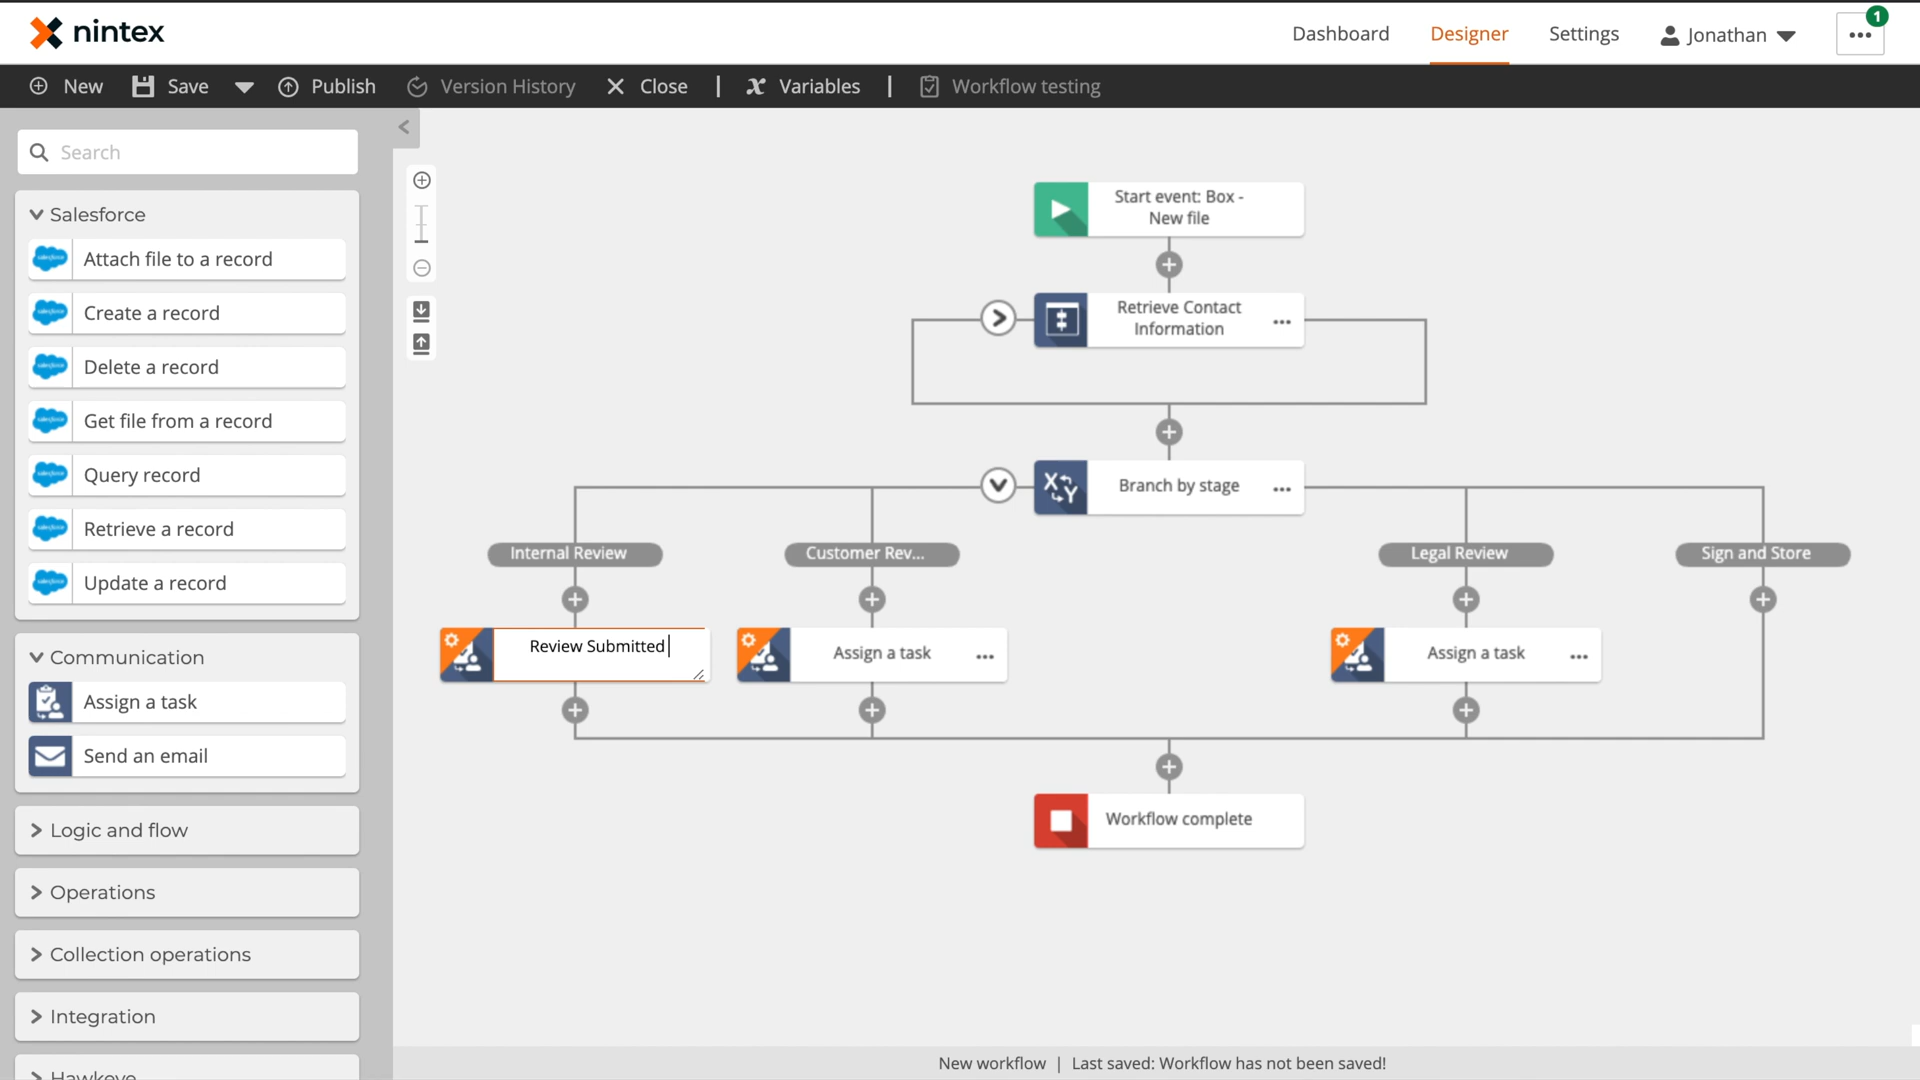 nintex
Dashboard
Designer
Settings
Jonathan
1
New
Save
Publish
Version History
Close
Variables
Workflow testing
Search
Salesforce
Attach file to a record
Create a record
Delete a record
Get file from a record
Query record
Retrieve a record
Update a record
Communication
Assign a task
Send an email
Logic and flow
Operations
Collection operations
Integration
Hawkeye
Start event: Box -
New file
Retrieve Contact
Information
Branch by stage
Internal Review
Customer Rev...
Legal Review
Sign and Store
Review Submitted
Assign a task
Assign a task
Workflow complete
New workflow | Last saved: Workflow has not been saved!